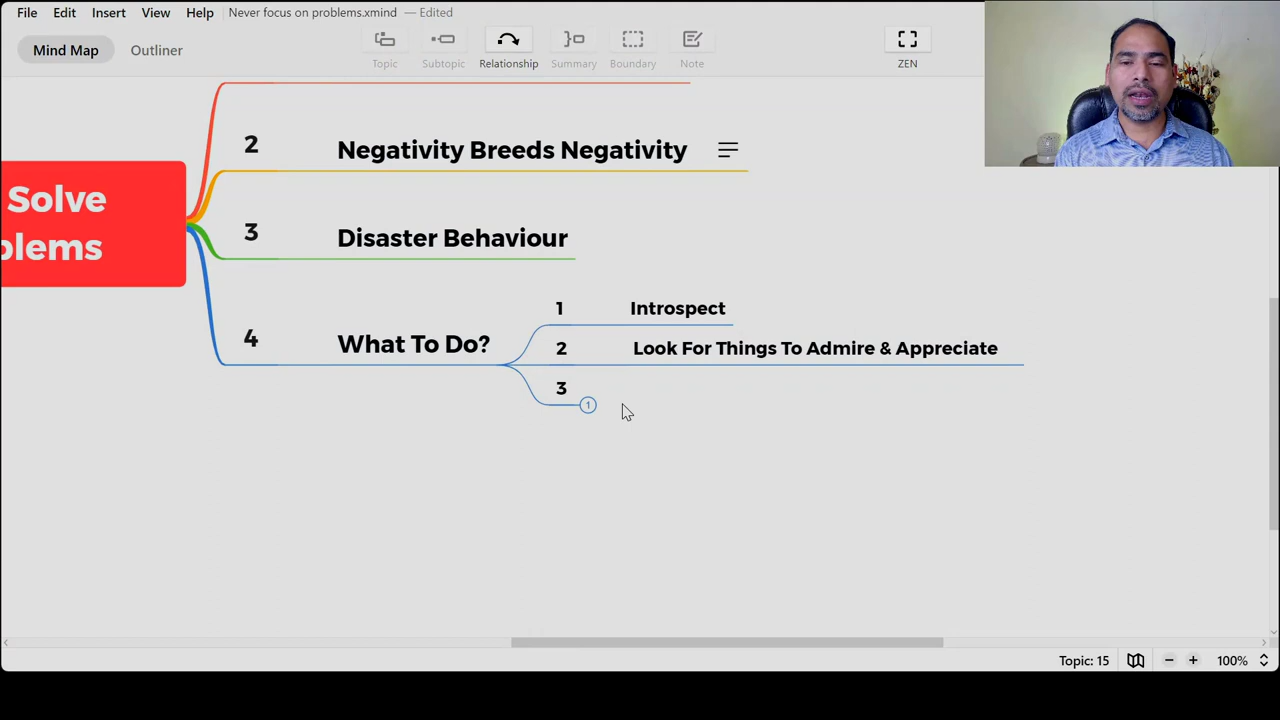 File Edit Insert View Help Never focus on problems.xmind — Edited
Mind Map Outliner
Topic Subtopic Relationship Summary Boundary Note ZEN
2 Negativity Breeds Negativity
Solve
3 Disaster Behaviour
1 Introspect
4 What To Do?
2 Look For Things To Admire & Appreciate
3
1
Topic: 15 100%